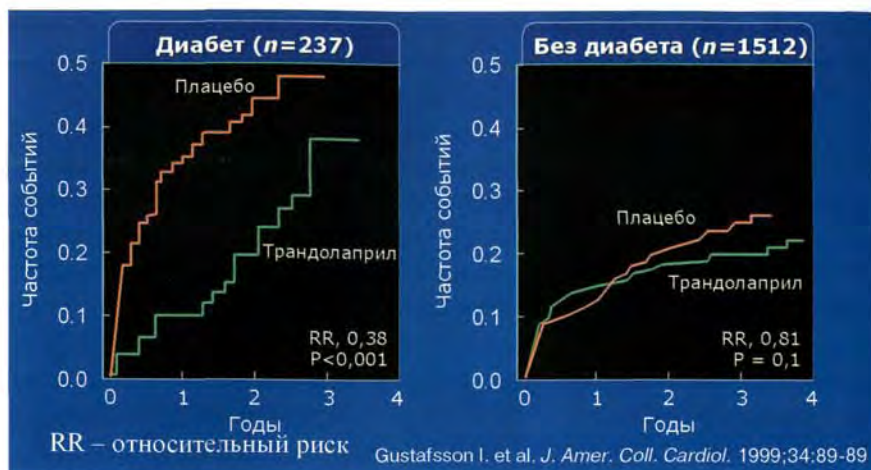 Диабет (n=237)
Частота событий
0.5
0.4
0.3
0.2
0.1
0.0
Плацебо
Трандолаприл
RR, 0,38
P<0,001
0 1 2 3 4
Годы
Без диабета (n=1512)
Частота событий
0.5
0.4
0.3
0.2
0.1
0.0
Плацебо
Трандолаприл
RR, 0,81
P = 0,1
0 1 2 3 4
Годы
RR – относительный риск
Gustafsson I. et al. J. Amer. Coll. Cardiol. 1999;34:89-89